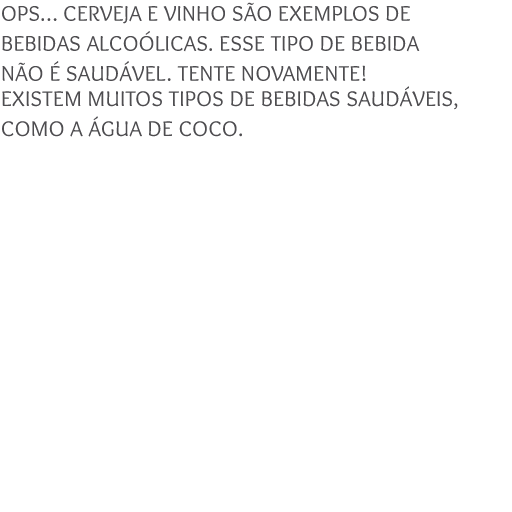 OPS... CERVEJA E VINHO SÃO EXEMPLOS DE
BEBIDAS ALCOÓLICAS. ESSE TIPO DE BEBIDA
NÃO É SAUDÁVEL. TENTE NOVAMENTE!
EXISTEM MUITOS TIPOS DE BEBIDAS SAUDÁVEIS,
COMO A ÁGUA DE COCO.